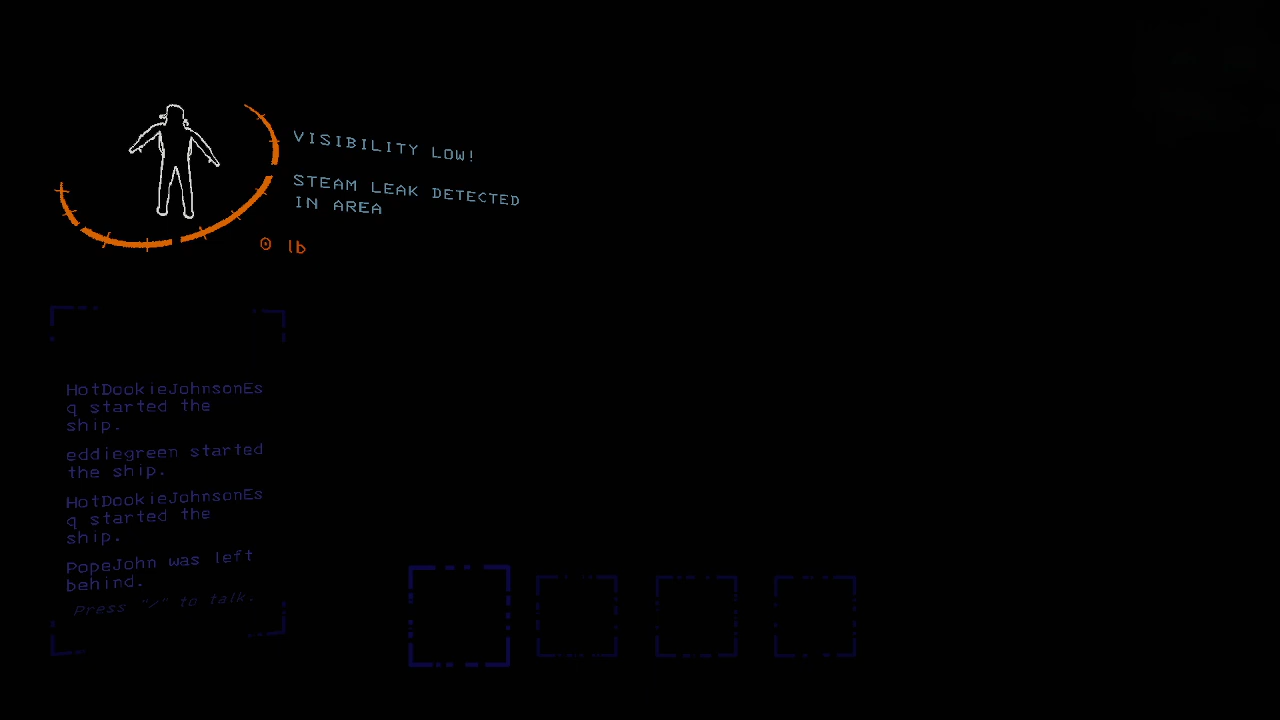 VISIBILITY LOW!
STEAM LEAK DETECTED
IN AREA
0 lb
HotDookieJohnsonEs
q started the
ship.
eddiegreen started
the ship.
HotDookieJohnsonEs
q started the
ship.
PopeJohn was left
behind.
Press "/" to talk.